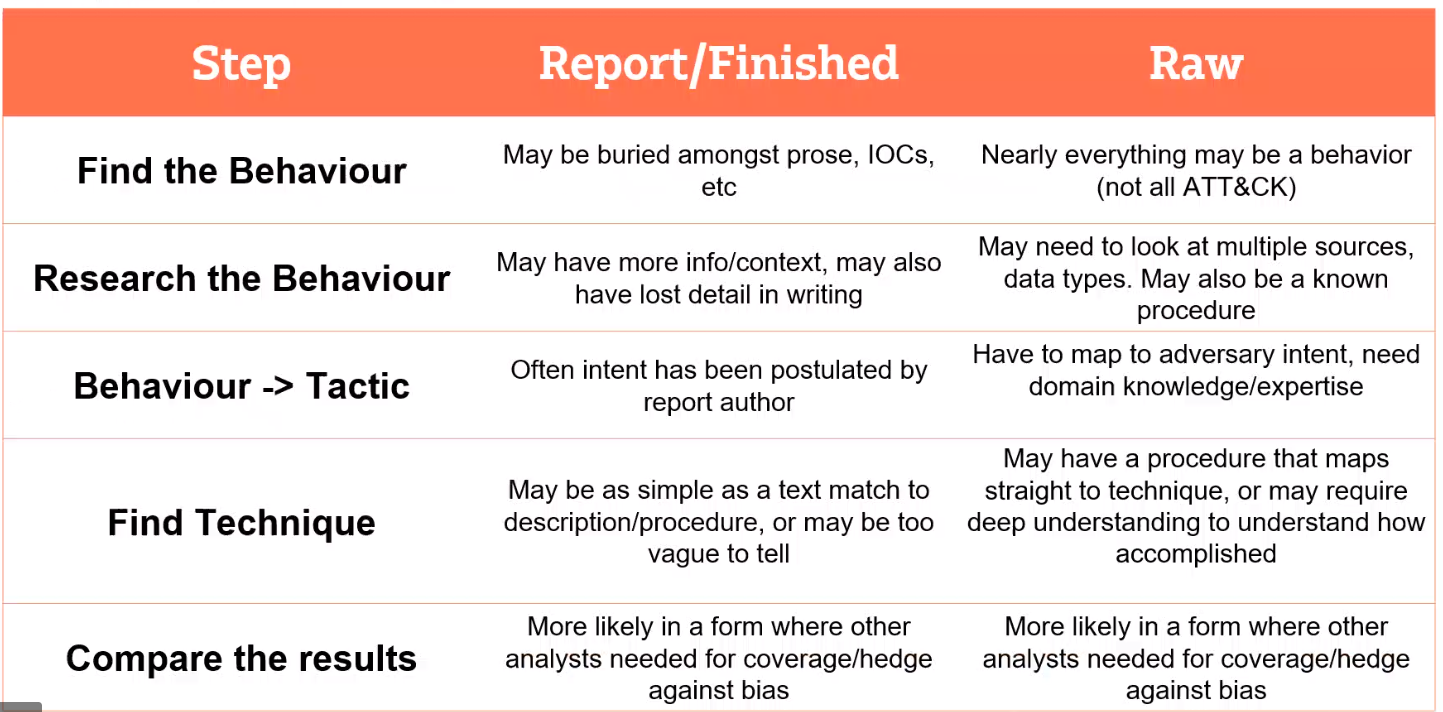 Step
Report/Finished
Raw
Find the Behaviour
May be buried amongst prose, IOCs,
etc
Nearly everything may be a behavior
(not all ATT&CK)
Research the Behaviour
May have more info/context, may also
have lost detail in writing
May need to look at multiple sources,
data types. May also be a known
procedure
Behaviour -> Tactic
Often intent has been postulated by
report author
Have to map to adversary intent, need
domain knowledge/expertise
Find Technique
May be as simple as a text match to
description/procedure, or may be too
vague to tell
May have a procedure that maps
straight to technique, or may require
deep understanding to understand how
accomplished
Compare the results
More likely in a form where other
analysts needed for coverage/hedge
against bias
More likely in a form where other
analysts needed for coverage/hedge
against bias